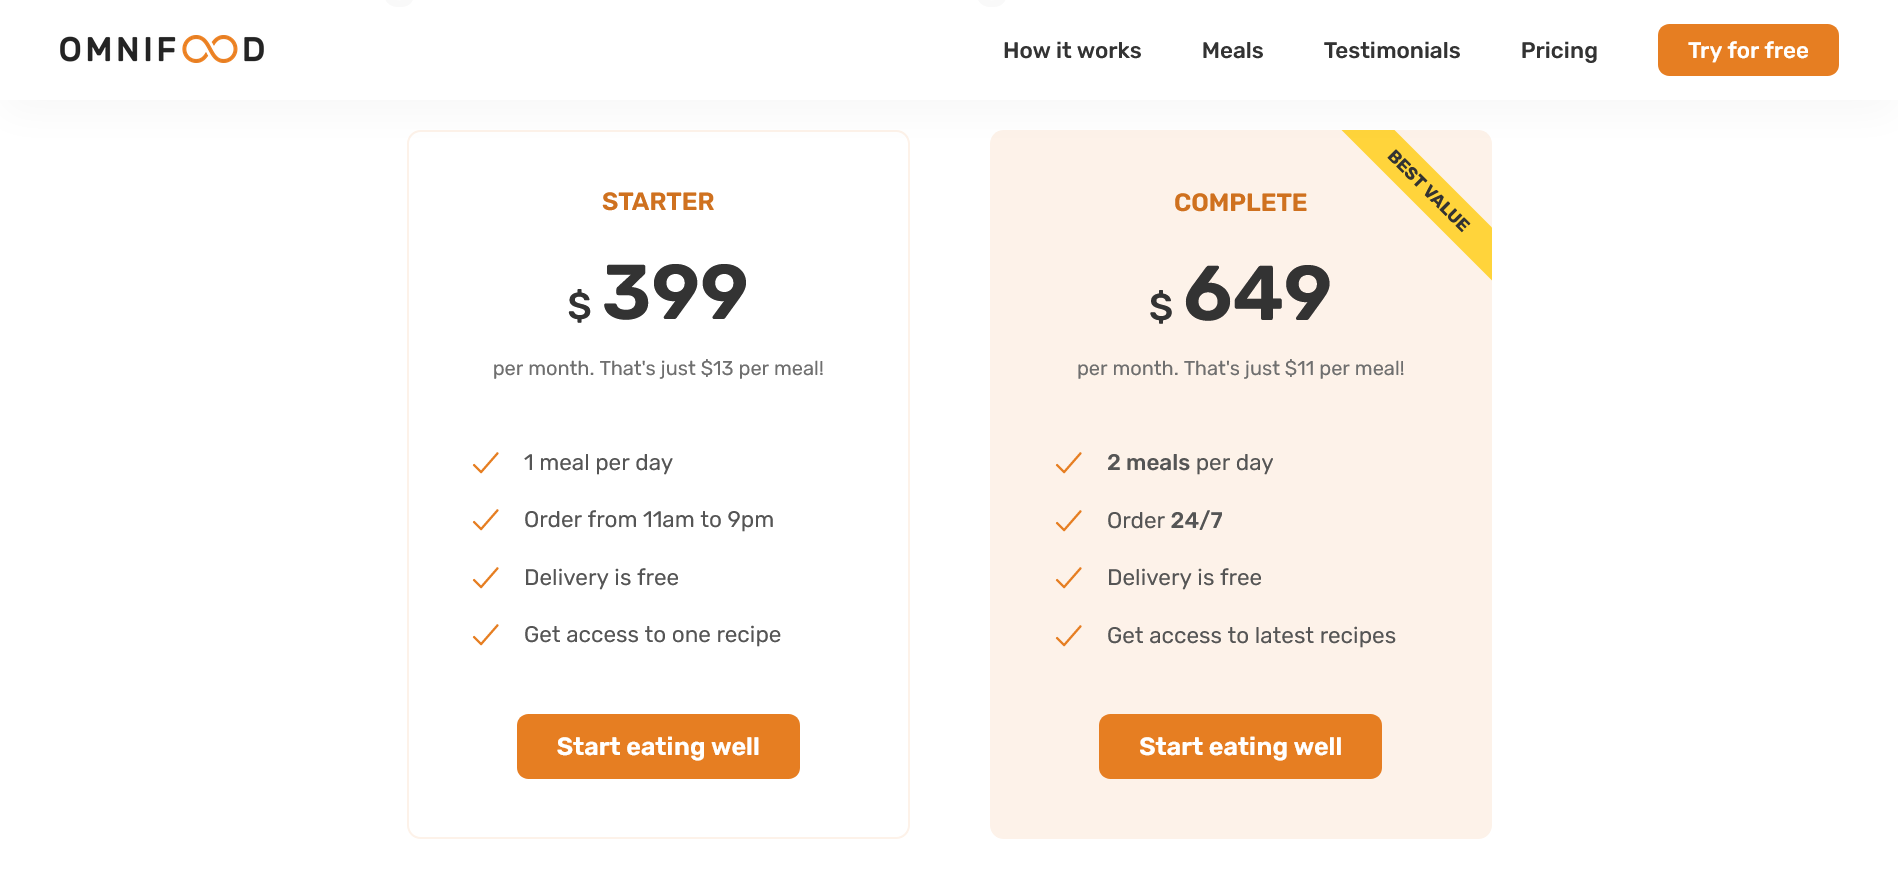 OMNIFOOD
How it works
Meals
Testimonials
Pricing
Try for free
STARTER
$ 399
per month. That's just $13 per meal!
1 meal per day
Order from 11am to 9pm
Delivery is free
Get access to one recipe
Start eating well
BEST VALUE
COMPLETE
$ 649
per month. That's just $11 per meal!
2 meals per day
Order 24/7
Delivery is free
Get access to latest recipes
Start eating well